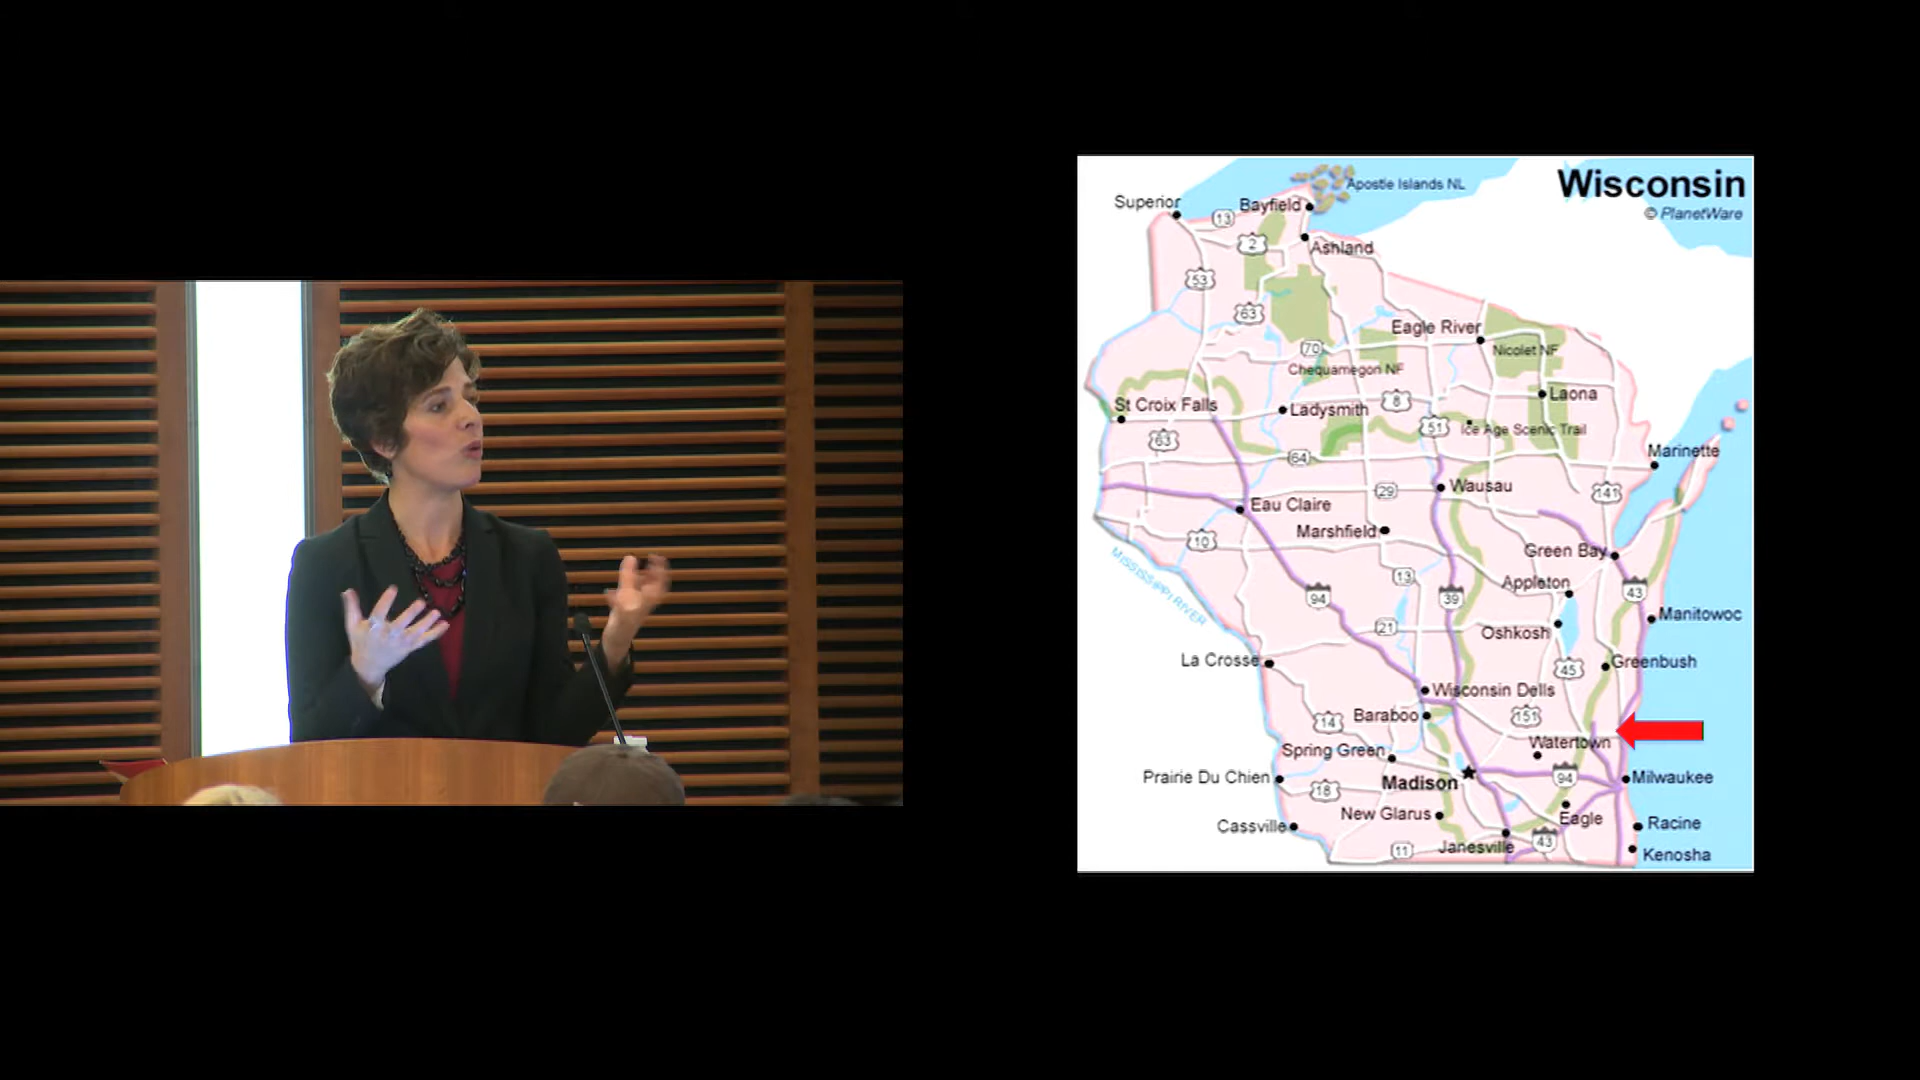 Wisconsin
© PlanetWare
Apostle Islands NL
Superior
Bayfield
13
2
Ashland
53
63
Eagle River
70
Nicolet NF
Chequamegon NF
8
Laona
St Croix Falls
Ladysmith
51
Ice Age Scenic Trail
63
64
Marinette
29
Wausau
141
Eau Claire
Marshfield
10
Green Bay
MISSISSIPPI RIVER
13
Appleton
94
39
43
Manitowoc
21
Oshkosh
La Crosse
45
Greenbush
Wisconsin Dells
14
Baraboo
151
Watertown
Spring Green
Prairie Du Chien
Madison
94
Milwaukee
18
New Glarus
Eagle
Cassville
Racine
11
Janesville
43
Kenosha